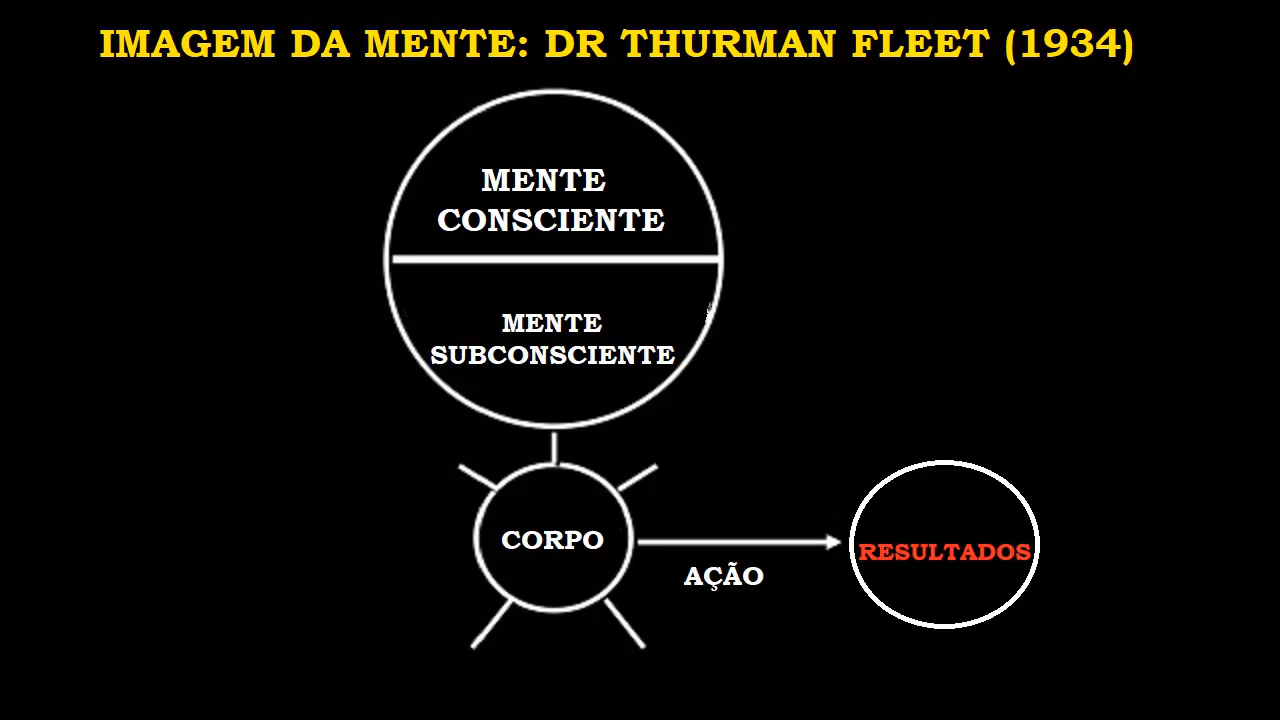 IMAGEM DA MENTE: DR THURMAN FLEET (1934)
MENTE
CONSCIENTE
MENTE
SUBCONSCIENTE
CORPO
AÇÃO
RESULTADOS